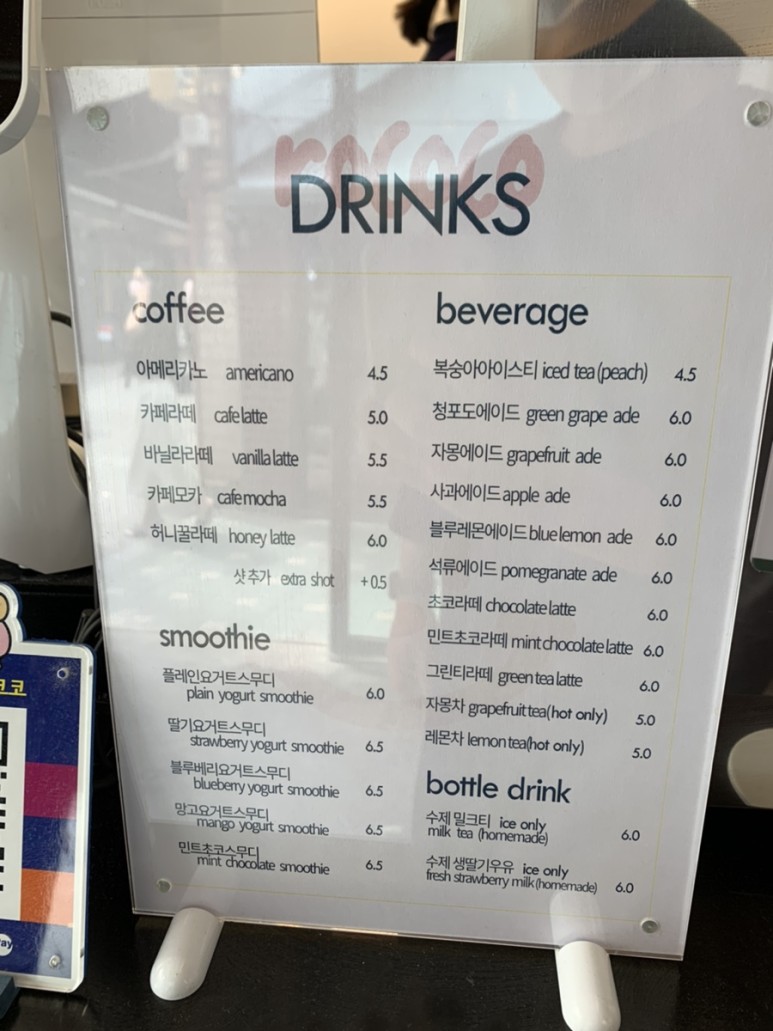 rococo
DRINKS
coffee
아메리카노 americano 4.5
카페라떼 cafe latte 5.0
바닐라라떼 vanilla latte 5.5
카페모카 cafe mocha 5.5
허니꿀라떼 honey latte 6.0
샷 추가 extra shot +0.5
smoothie
플레인요거트스무디
plain yogurt smoothie 6.0
딸기요거트스무디
strawberry yogurt smoothie 6.5
블루베리요거트스무디
blueberry yogurt smoothie 6.5
망고요거트스무디
mango yogurt smoothie 6.5
민트초코스무디
mint chocolate smoothie 6.5
beverage
복숭아아이스티 iced tea (peach) 4.5
청포도에이드 green grape ade 6.0
자몽에이드 grapefruit ade 6.0
사과에이드 apple ade 6.0
블루레몬에이드 blue lemon ade 6.0
석류에이드 pomegranate ade 6.0
초코라떼 chocolate latte 6.0
민트초코라떼 mint chocolate latte 6.0
그린티라떼 green tea latte 6.0
자몽차 grapefruit tea(hot only) 5.0
레몬차 lemon tea(hot only) 5.0
bottle drink
수제 밀크티 ice only
milk tea (homemade) 6.0
수제 생딸기우유 ice only
fresh strawberry milk (homemade) 6.0